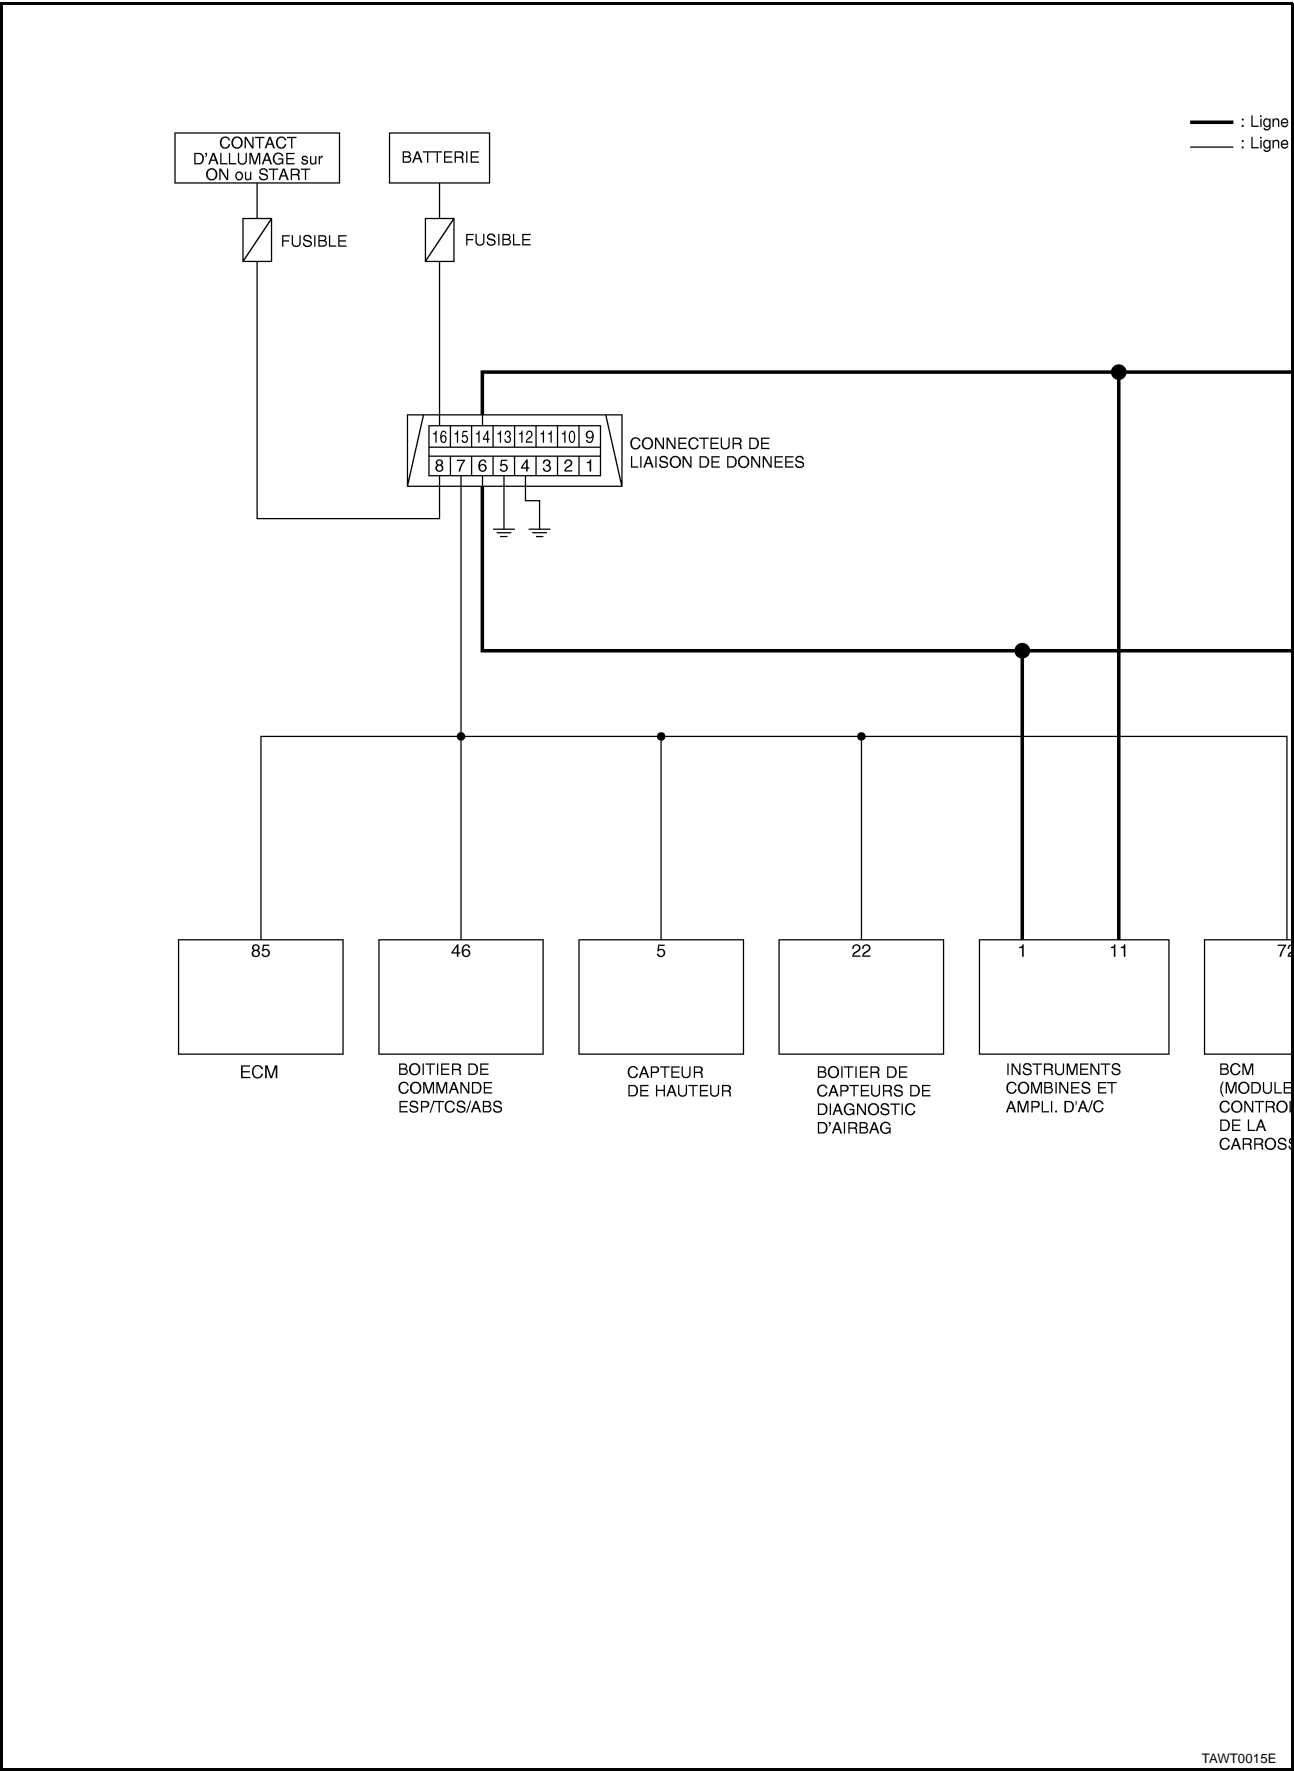 : Ligne
: Ligne
CONTACT
D'ALLUMAGE sur
ON ou START
BATTERIE
FUSIBLE
FUSIBLE
16 15 14 13 12 11 10 9
8 7 6 5 4 3 2 1
CONNECTEUR DE
LIAISON DE DONNEES
85
46
5
22
1
11
ECM
BOITIER DE
COMMANDE
ESP/TCS/ABS
CAPTEUR
DE HAUTEUR
BOITIER DE
CAPTEURS DE
DIAGNOSTIC
D'AIRBAG
INSTRUMENTS
COMBINES ET
AMPLI. D'A/C
BCM
(MODULE
DE LA
TAWT0015E